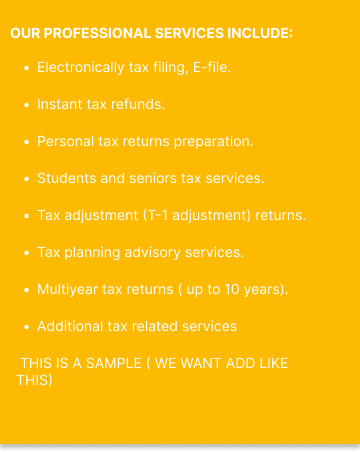 OUR PROFESSIONAL SERVICES INCLUDE:
• Electronically tax filing, E-file.
• Instant tax refunds.
• Personal tax returns preparation.
• Students and seniors tax services.
• Tax adjustment (T-1 adjustment) returns.
• Tax planning advisory services.
• Multiyear tax returns ( up to 10 years).
• Additional tax related services
THIS IS A SAMPLE ( WE WANT ADD LIKE
THIS)